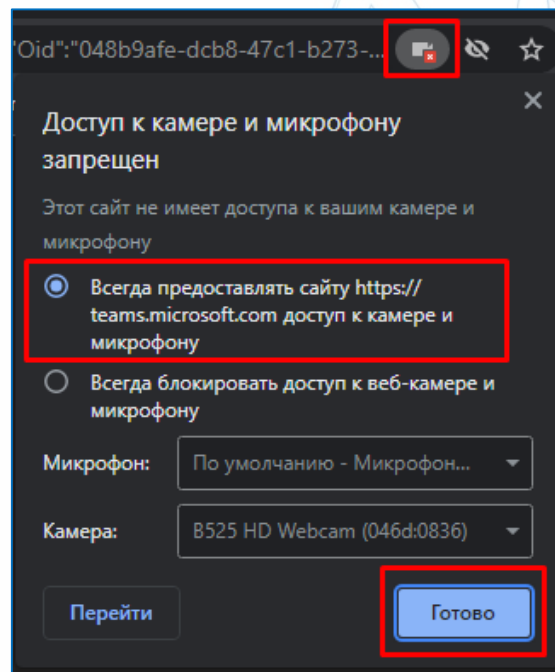 "Oid":"048b9afe-dcb8-47c1-b273-...
Доступ к камере и микрофону
запрещен
Этот сайт не имеет доступа к вашим камере и
микрофону
Всегда предоставлять сайту https://
teams.microsoft.com доступ к камере и
микрофону
Всегда блокировать доступ к веб-камере и
микрофону
Микрофон: По умолчанию - Микрофон...
Камера: B525 HD Webcam (046d:0836)
Перейти Готово